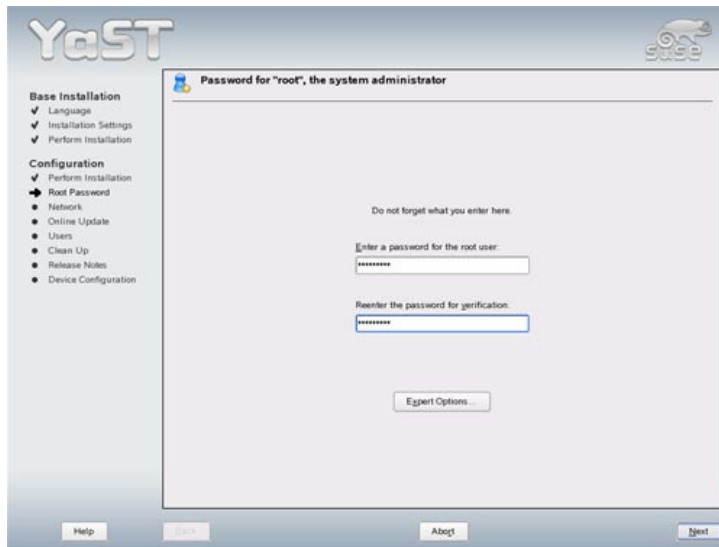 YaST
SUSE
Password for "root", the system administrator
Base Installation
Language
Installation Settings
Perform Installation
Configuration
Perform Installation
Root Password
Network
Online Update
Users
Clean Up
Release Notes
Device Configuration
Do not forget what you enter here.
Enter a password for the root user:
Reenter the password for verification:
Expert Options...
Help
Back
Abort
Next